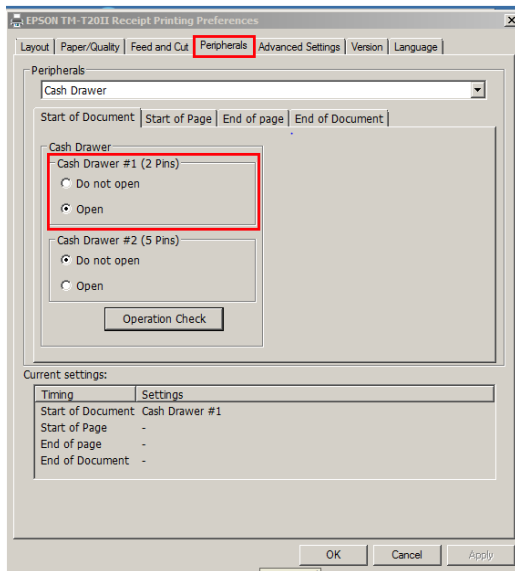 EPSON TM-T20II Receipt Printing Preferences
Layout Paper/Quality Feed and Cut Peripherals Advanced Settings Version Language
Peripherals
Cash Drawer
Start of Document Start of Page End of page End of Document
Cash Drawer
Cash Drawer #1 (2 Pins)
Do not open
Open
Cash Drawer #2 (5 Pins)
Do not open
Open
Operation Check
Current settings:
Timing Settings
Start of Document Cash Drawer #1
Start of Page -
End of page -
End of Document -
OK Cancel Apply